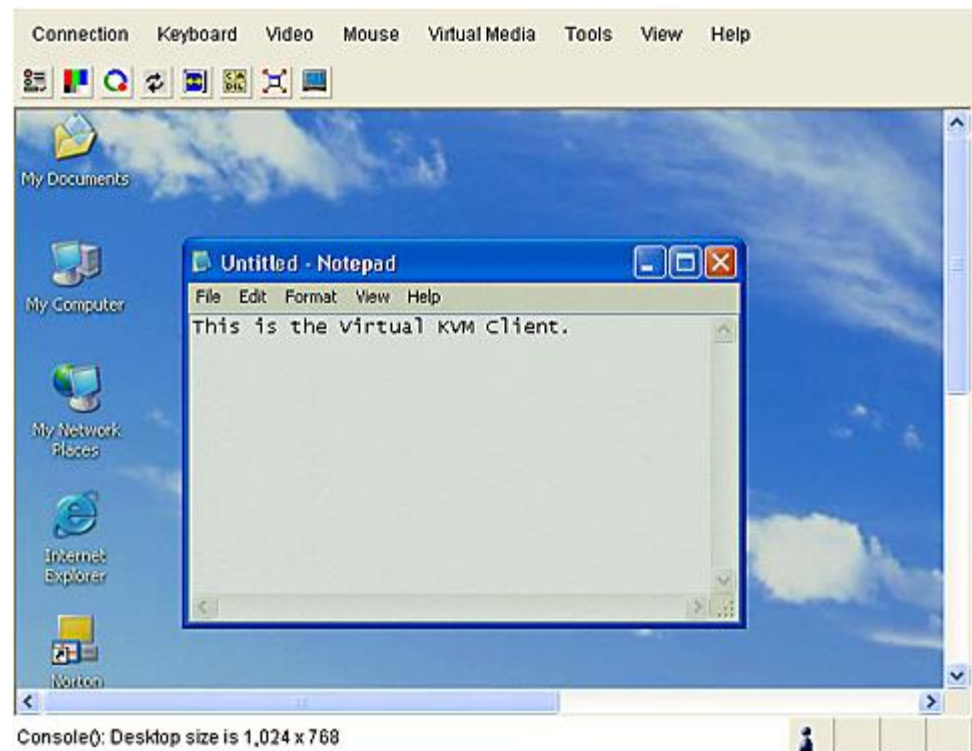 Connection Keyboard Video Mouse Virtual Media Tools View Help
My Documents
My Computer
My Network
Places
Internet
Explorer
Norton
Untitled - Notepad
File Edit Format View Help
This is the Virtual KVM Client.
Console(): Desktop size is 1,024 x 768